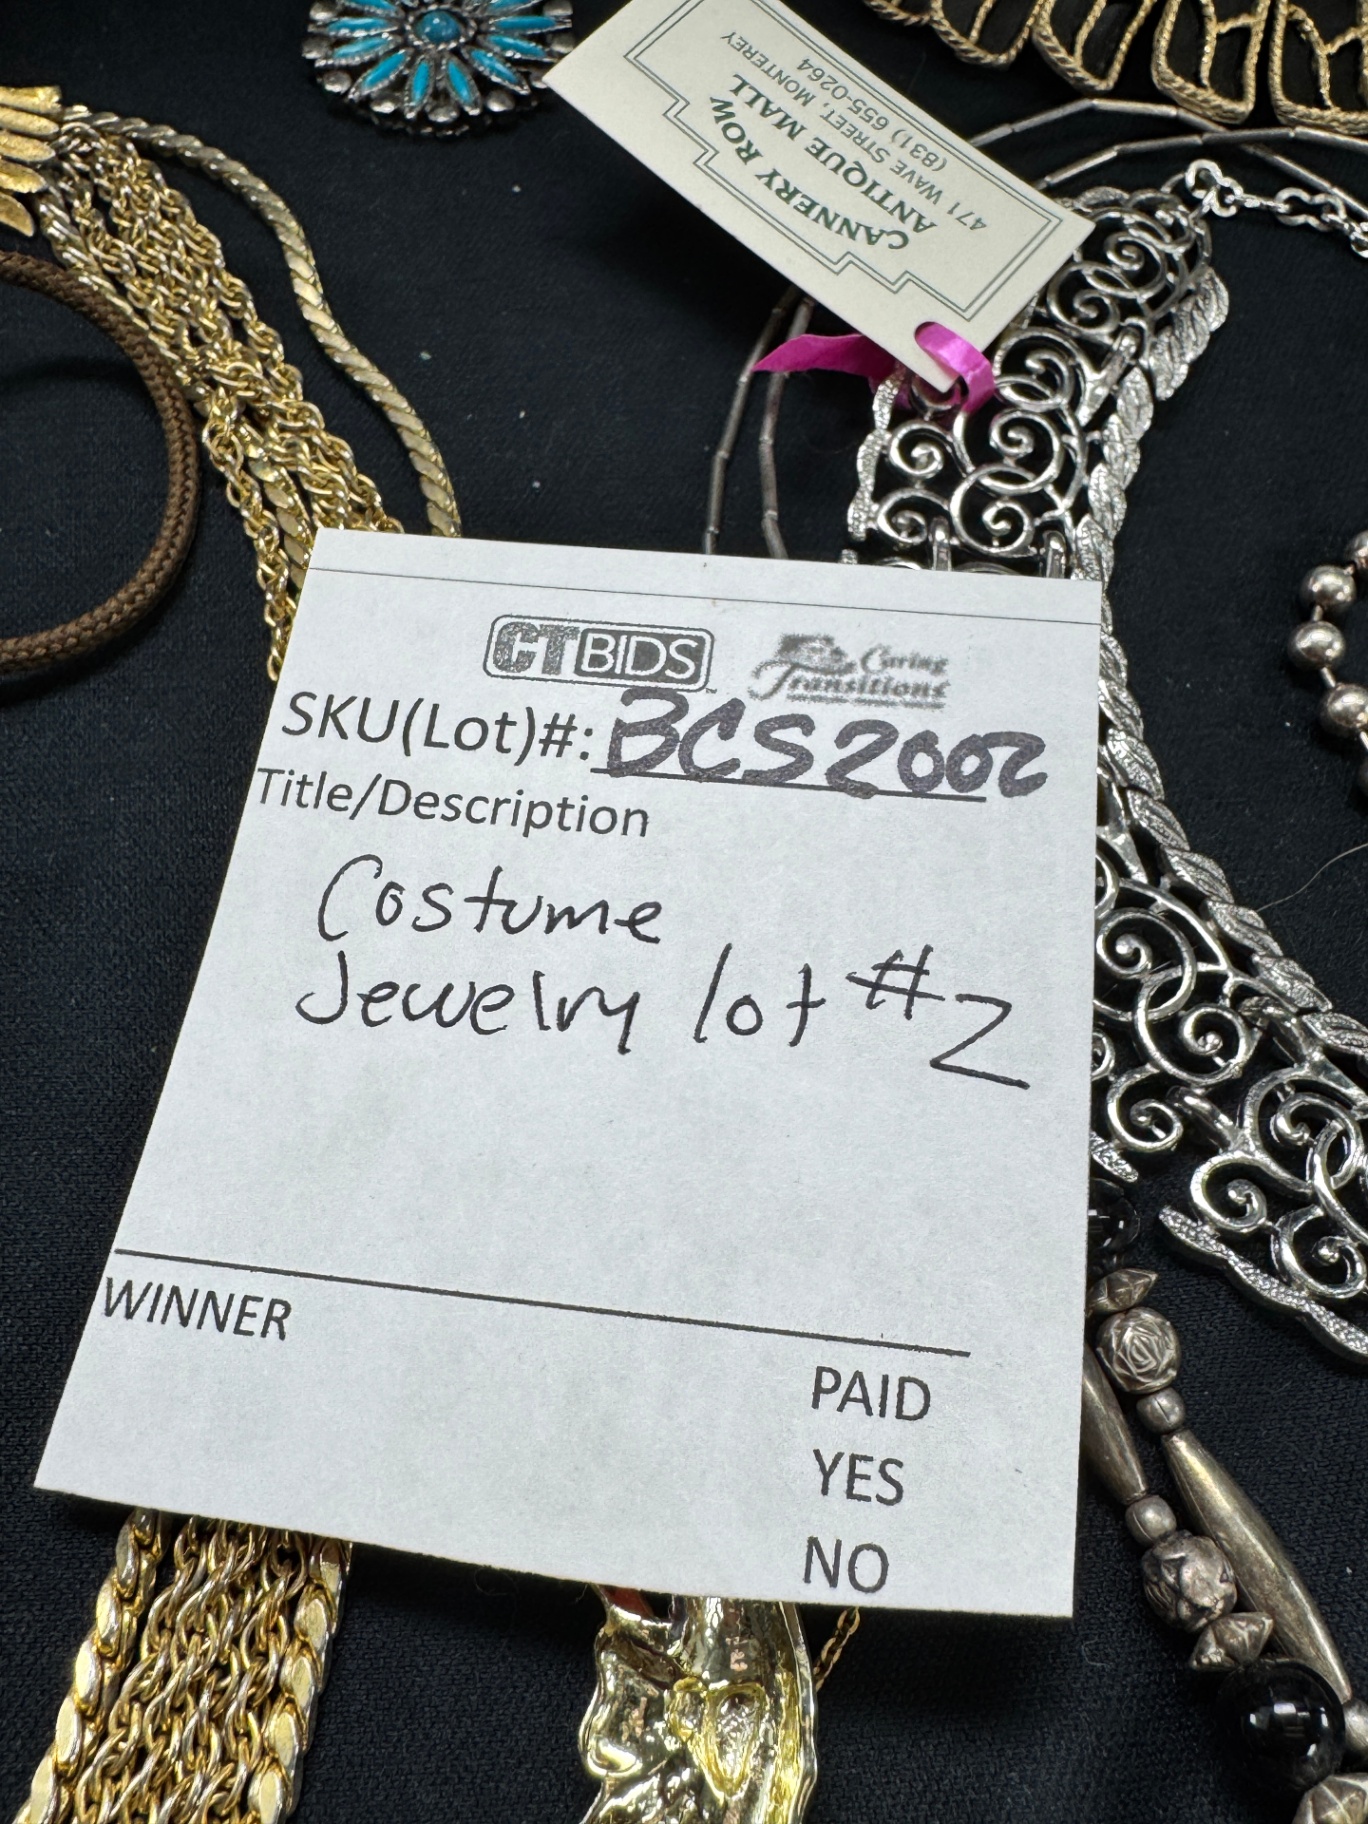 CANNERY ROW
ANTIQUE MALL
471 WAVE STREET, MONTEREY
(831) 655-0264
CTBIDS
Caring
Transitions
SKU(Lot)#: BCS2002
Title/Description
Costume
Jewelry lot #2
WINNER
PAID
YES
NO